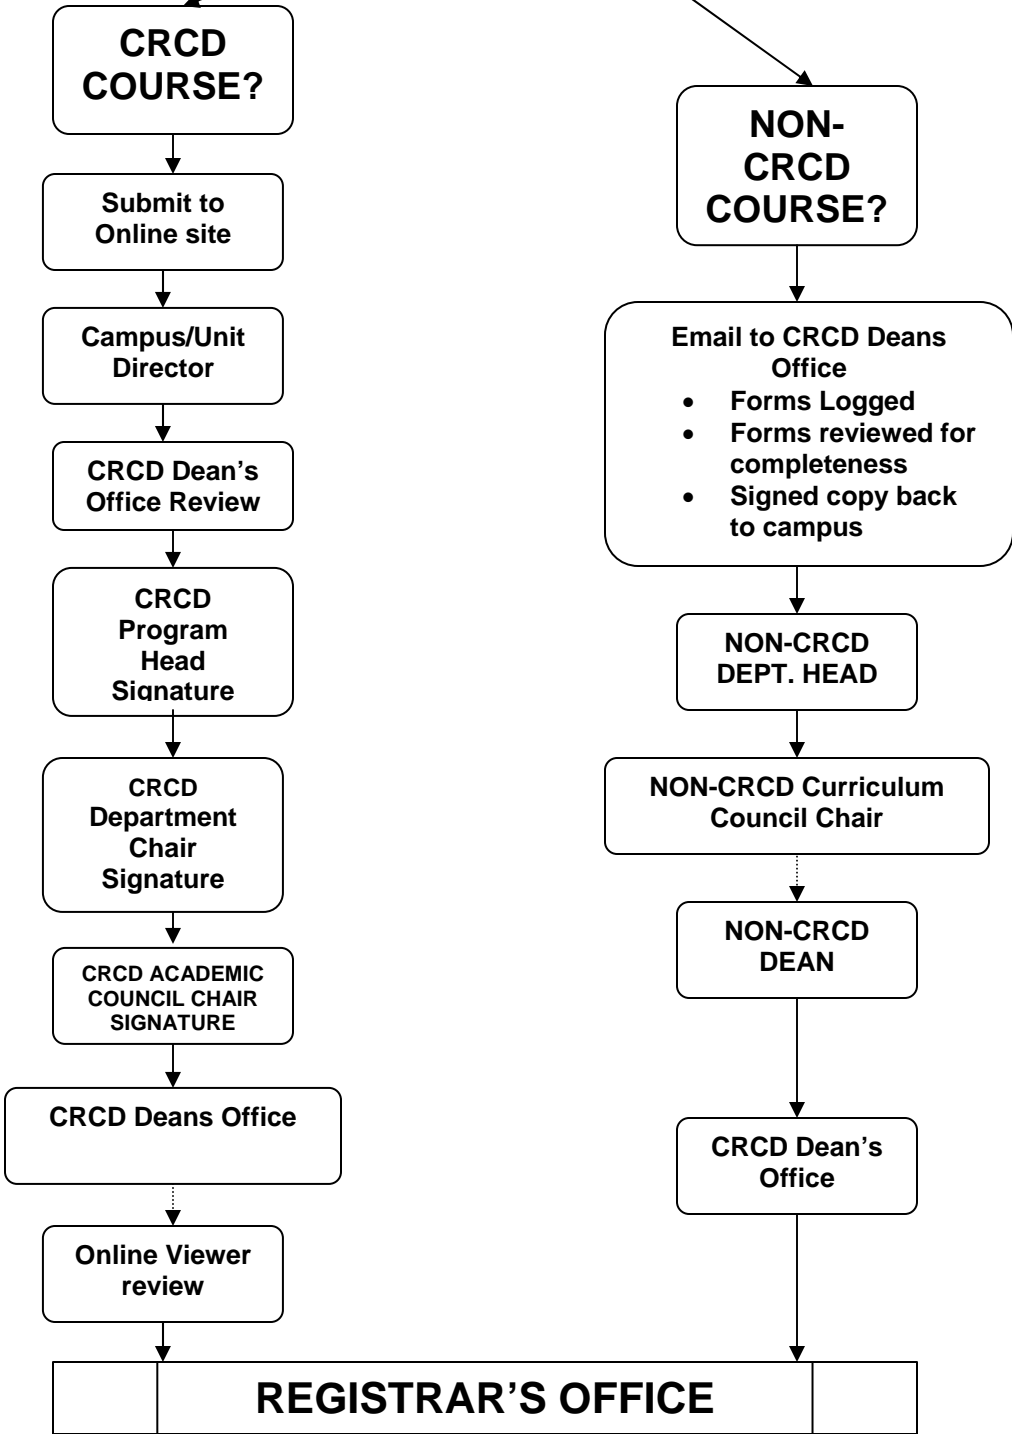 CRCD
COURSE?
Submit to
Online site
Campus/Unit
Director
CRCD Dean’s
Office Review
CRCD
Program
Head
Signature
CRCD
Department
Chair
Signature
CRCD ACADEMIC
COUNCIL CHAIR
SIGNATURE
CRCD Deans Office
Online Viewer
review
NON-
CRCD
COURSE?
Email to CRCD Deans
Office
• Forms Logged
• Forms reviewed for
completeness
• Signed copy back
to campus
NON-CRCD
DEPT. HEAD
NON-CRCD Curriculum
Council Chair
NON-CRCD
DEAN
CRCD Dean’s
Office
REGISTRAR’S OFFICE